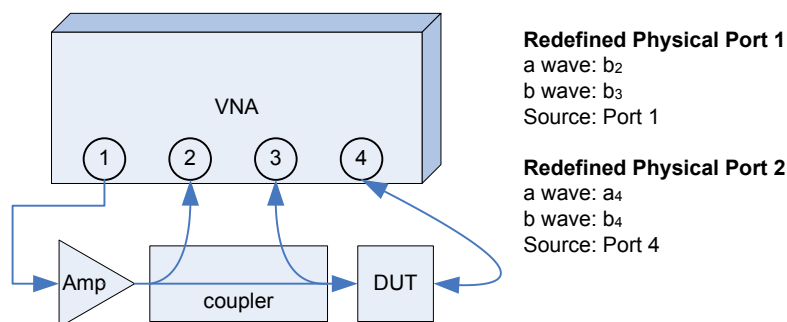 VNA
1 2 3 4
Amp
coupler
DUT
Redefined Physical Port 1
a wave: b₂
b wave: b₃
Source: Port 1
Redefined Physical Port 2
a wave: a₄
b wave: b₄
Source: Port 4